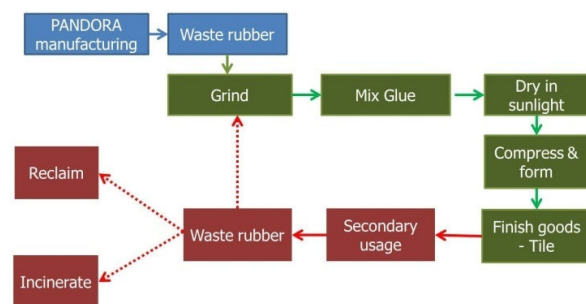 PANDORA
manufacturing
Waste rubber
Grind
Mix Glue
Dry in
sunlight
Compress &
form
Reclaim
Waste rubber
Secondary
usage
Finish goods
- Tile
Incinerate